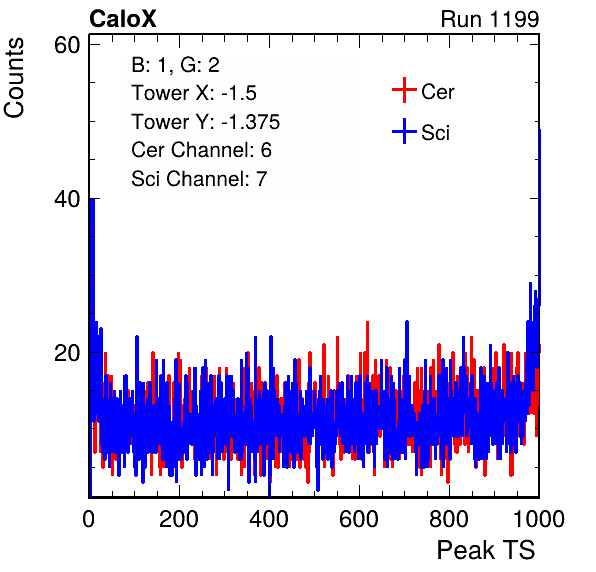 CaloX Run 1199
Counts
60
40
20
B: 1, G: 2
Tower X: -1.5
Tower Y: -1.375
Cer Channel: 6
Sci Channel: 7
Cer
Sci
0 200 400 600 800 1000
Peak TS